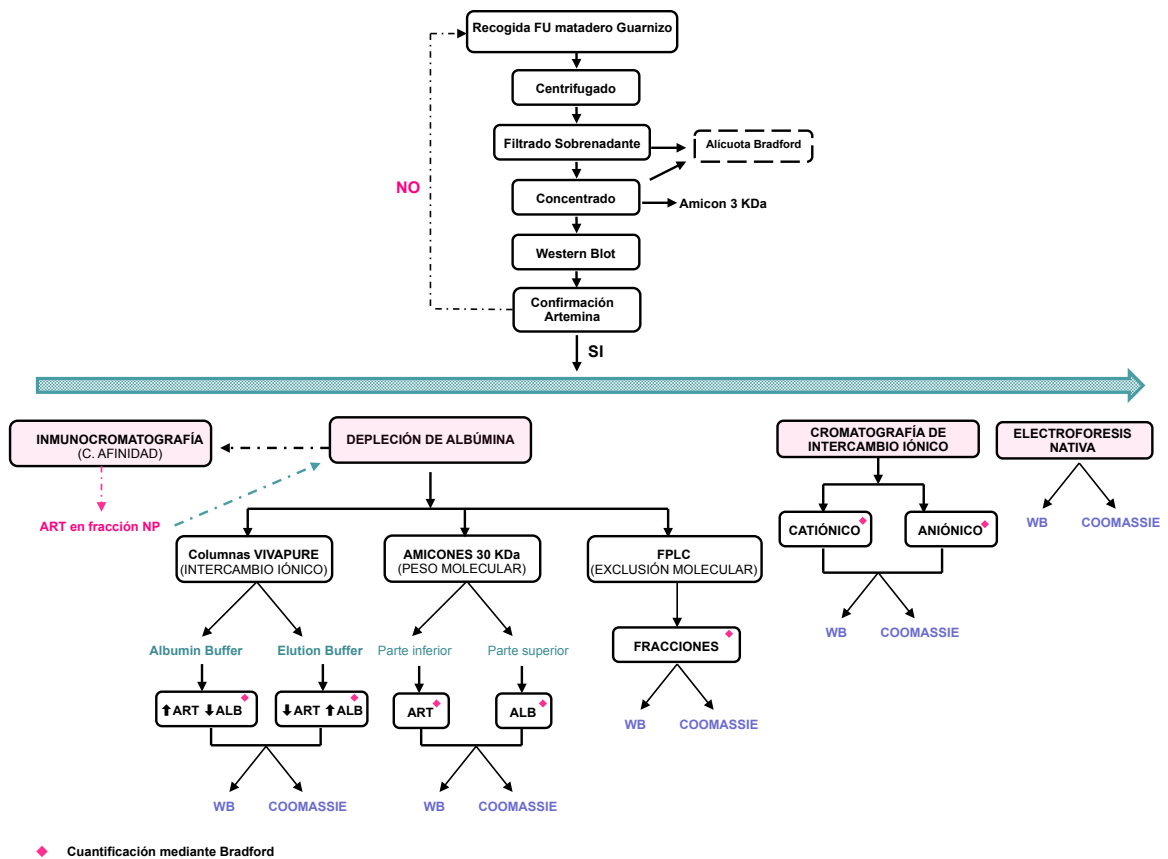 Recogida FU matadero Guarnizo
Centrifugado
Filtrado Sobrenadante
Alícuota Bradford
NO
Concentrado
Amicon 3 KDa
Western Blot
Confirmación
Artemina
SI
INMUNOCROMATOGRAFÍA
(C. AFINIDAD)
DEPLECIÓN DE ALBÚMINA
CROMATOGRAFÍA DE
INTERCAMBIO IÓNICO
ELECTROFORESIS
NATIVA
ART en fracción NP
WB
COOMASSIE
CATIÓNICO
ANIÓNICO
Columnas VIVAPURE
(INTERCAMBIO IÓNICO)
AMICONES 30 KDa
(PESO MOLECULAR)
FPLC
(EXCLUSIÓN MOLECULAR)
WB
COOMASSIE
Albumin Buffer
Elution Buffer
Parte inferior
Parte superior
FRACCIONES
⬆ART ⬇ALB
⬇ART ⬆ALB
ART
ALB
WB
COOMASSIE
WB
COOMASSIE
WB
COOMASSIE
Cuantificación mediante Bradford